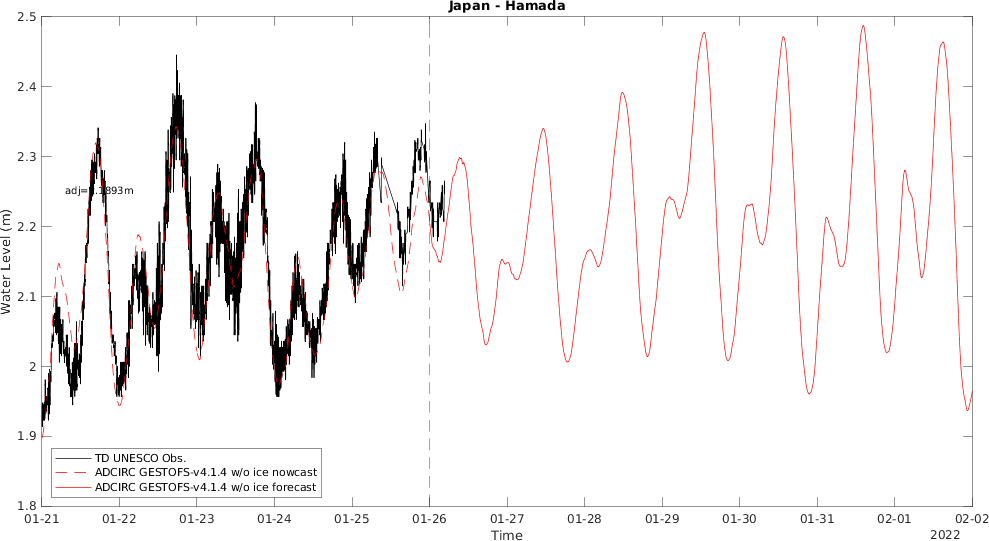 Japan - Hamada
2.5
2.4
2.3
2.2
2.1
2
1.9
1.8
Water Level (m)
TD UNESCO Obs.
ADCIRC GESTOFS-v4.1.4 w/o ice nowcast
ADCIRC GESTOFS-v4.1.4 w/o ice forecast
01-21 01-22 01-23 01-24 01-25 01-26 01-27 01-28 01-29 01-30 01-31 02-01 02-02
Time
2022